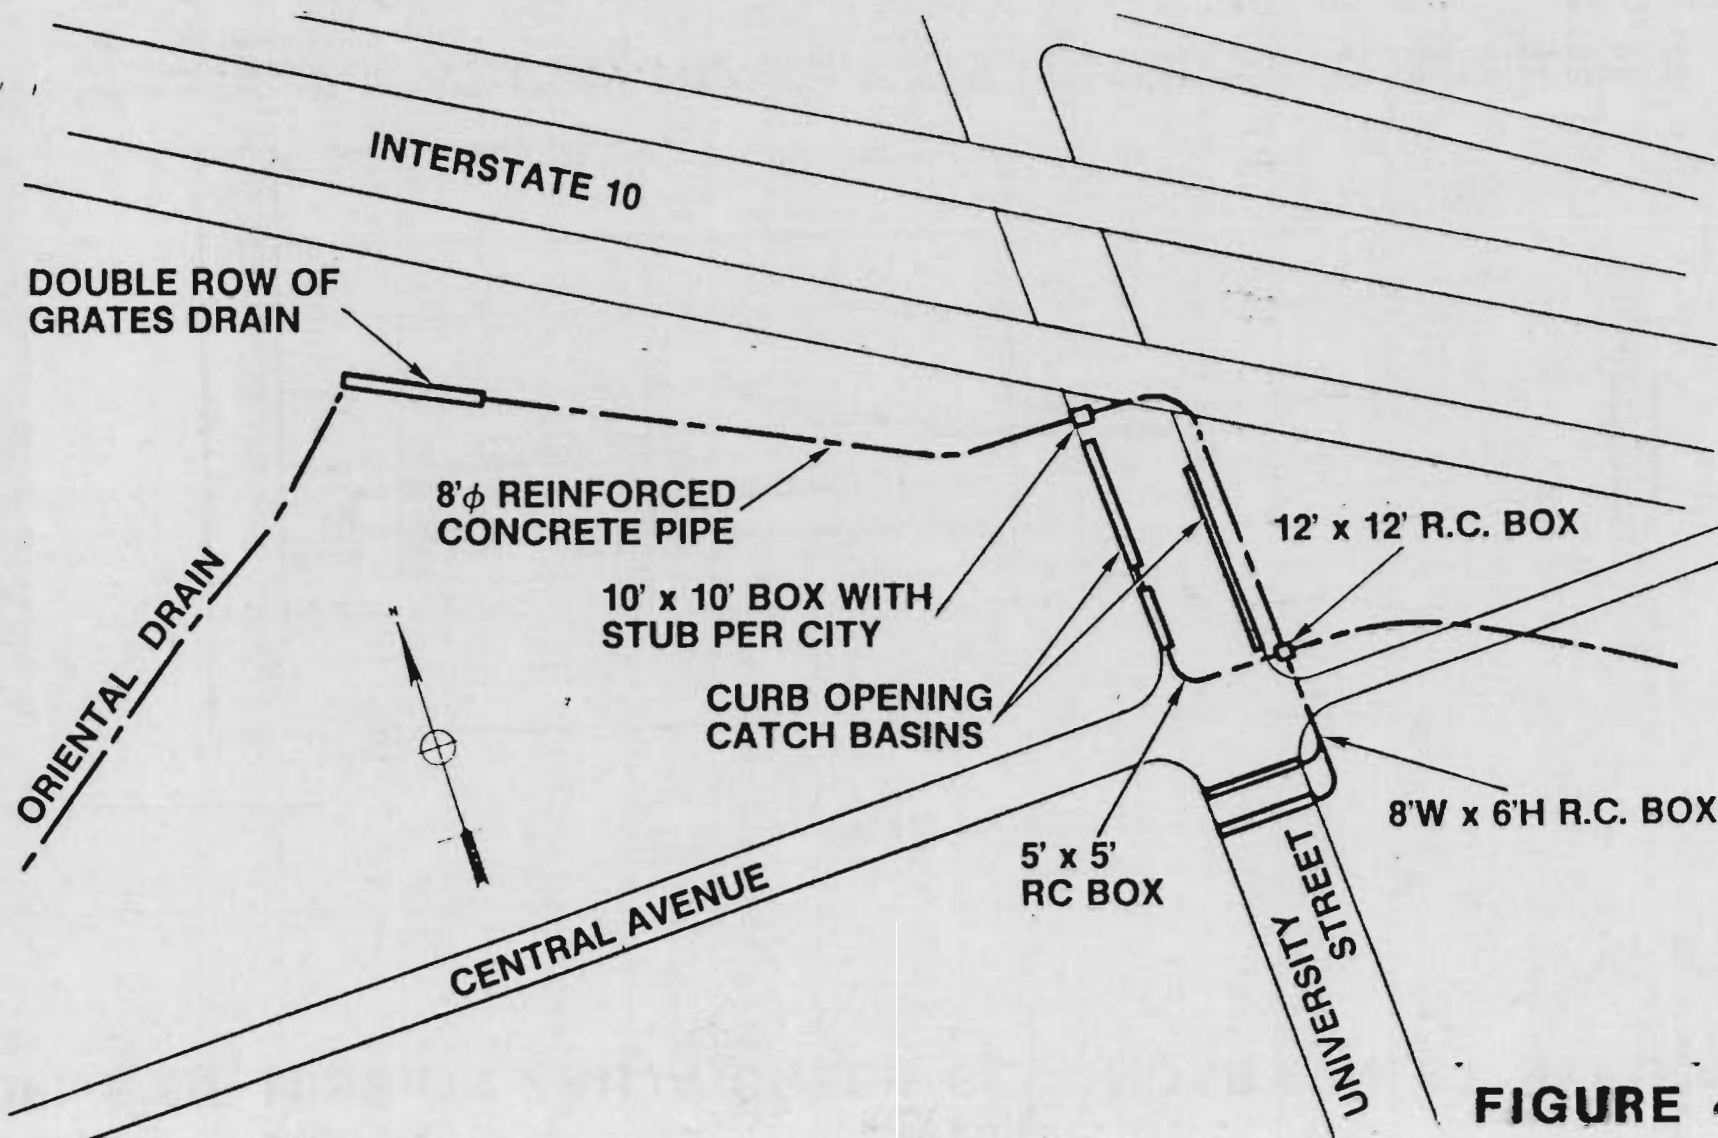 INTERSTATE 10
DOUBLE ROW OF
GRATES DRAIN
8'φ REINFORCED
CONCRETE PIPE
12' x 12' R.C. BOX
10' x 10' BOX WITH
STUB PER CITY
ORIENTAL DRAIN
N
CURB OPENING
CATCH BASINS
8'W x 6'H R.C. BOX
5' x 5'
RC BOX
CENTRAL AVENUE
UNIVERSITY
STREET
FIGURE